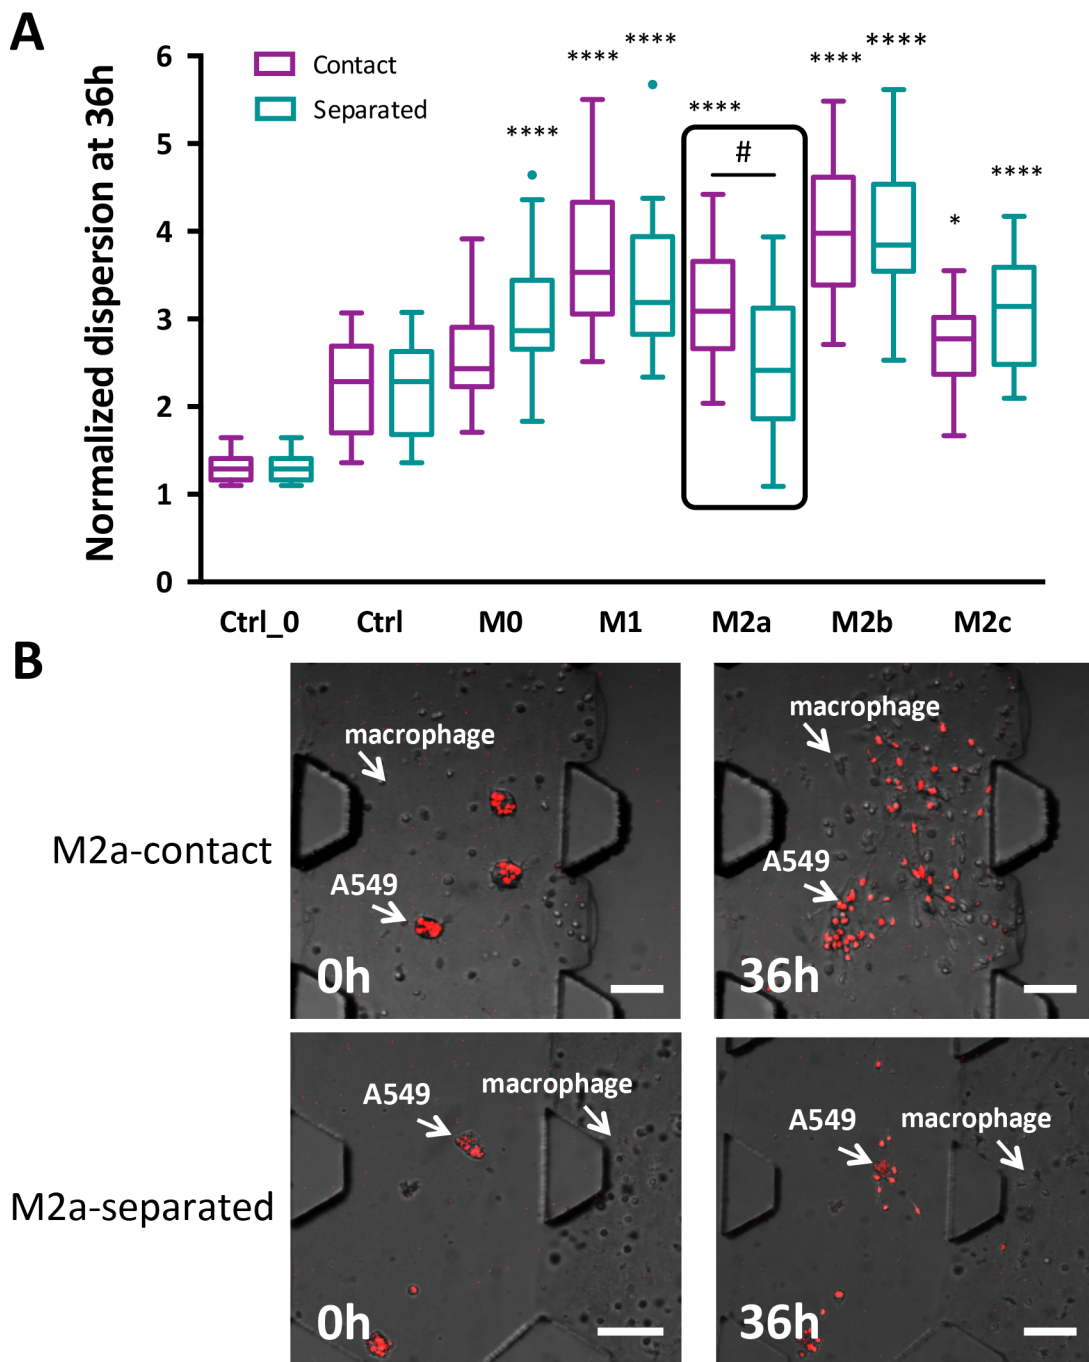 A
Normalized dispersion at 36h
6
5
4
3
2
1
0
Contact
Separated
****
****
****
****
#
****
****
*
****
Ctrl_0
Ctrl
M0
M1
M2a
M2b
M2c
B
M2a-contact
macrophage
A549
0h
macrophage
A549
36h
M2a-separated
A549
macrophage
0h
A549
macrophage
36h